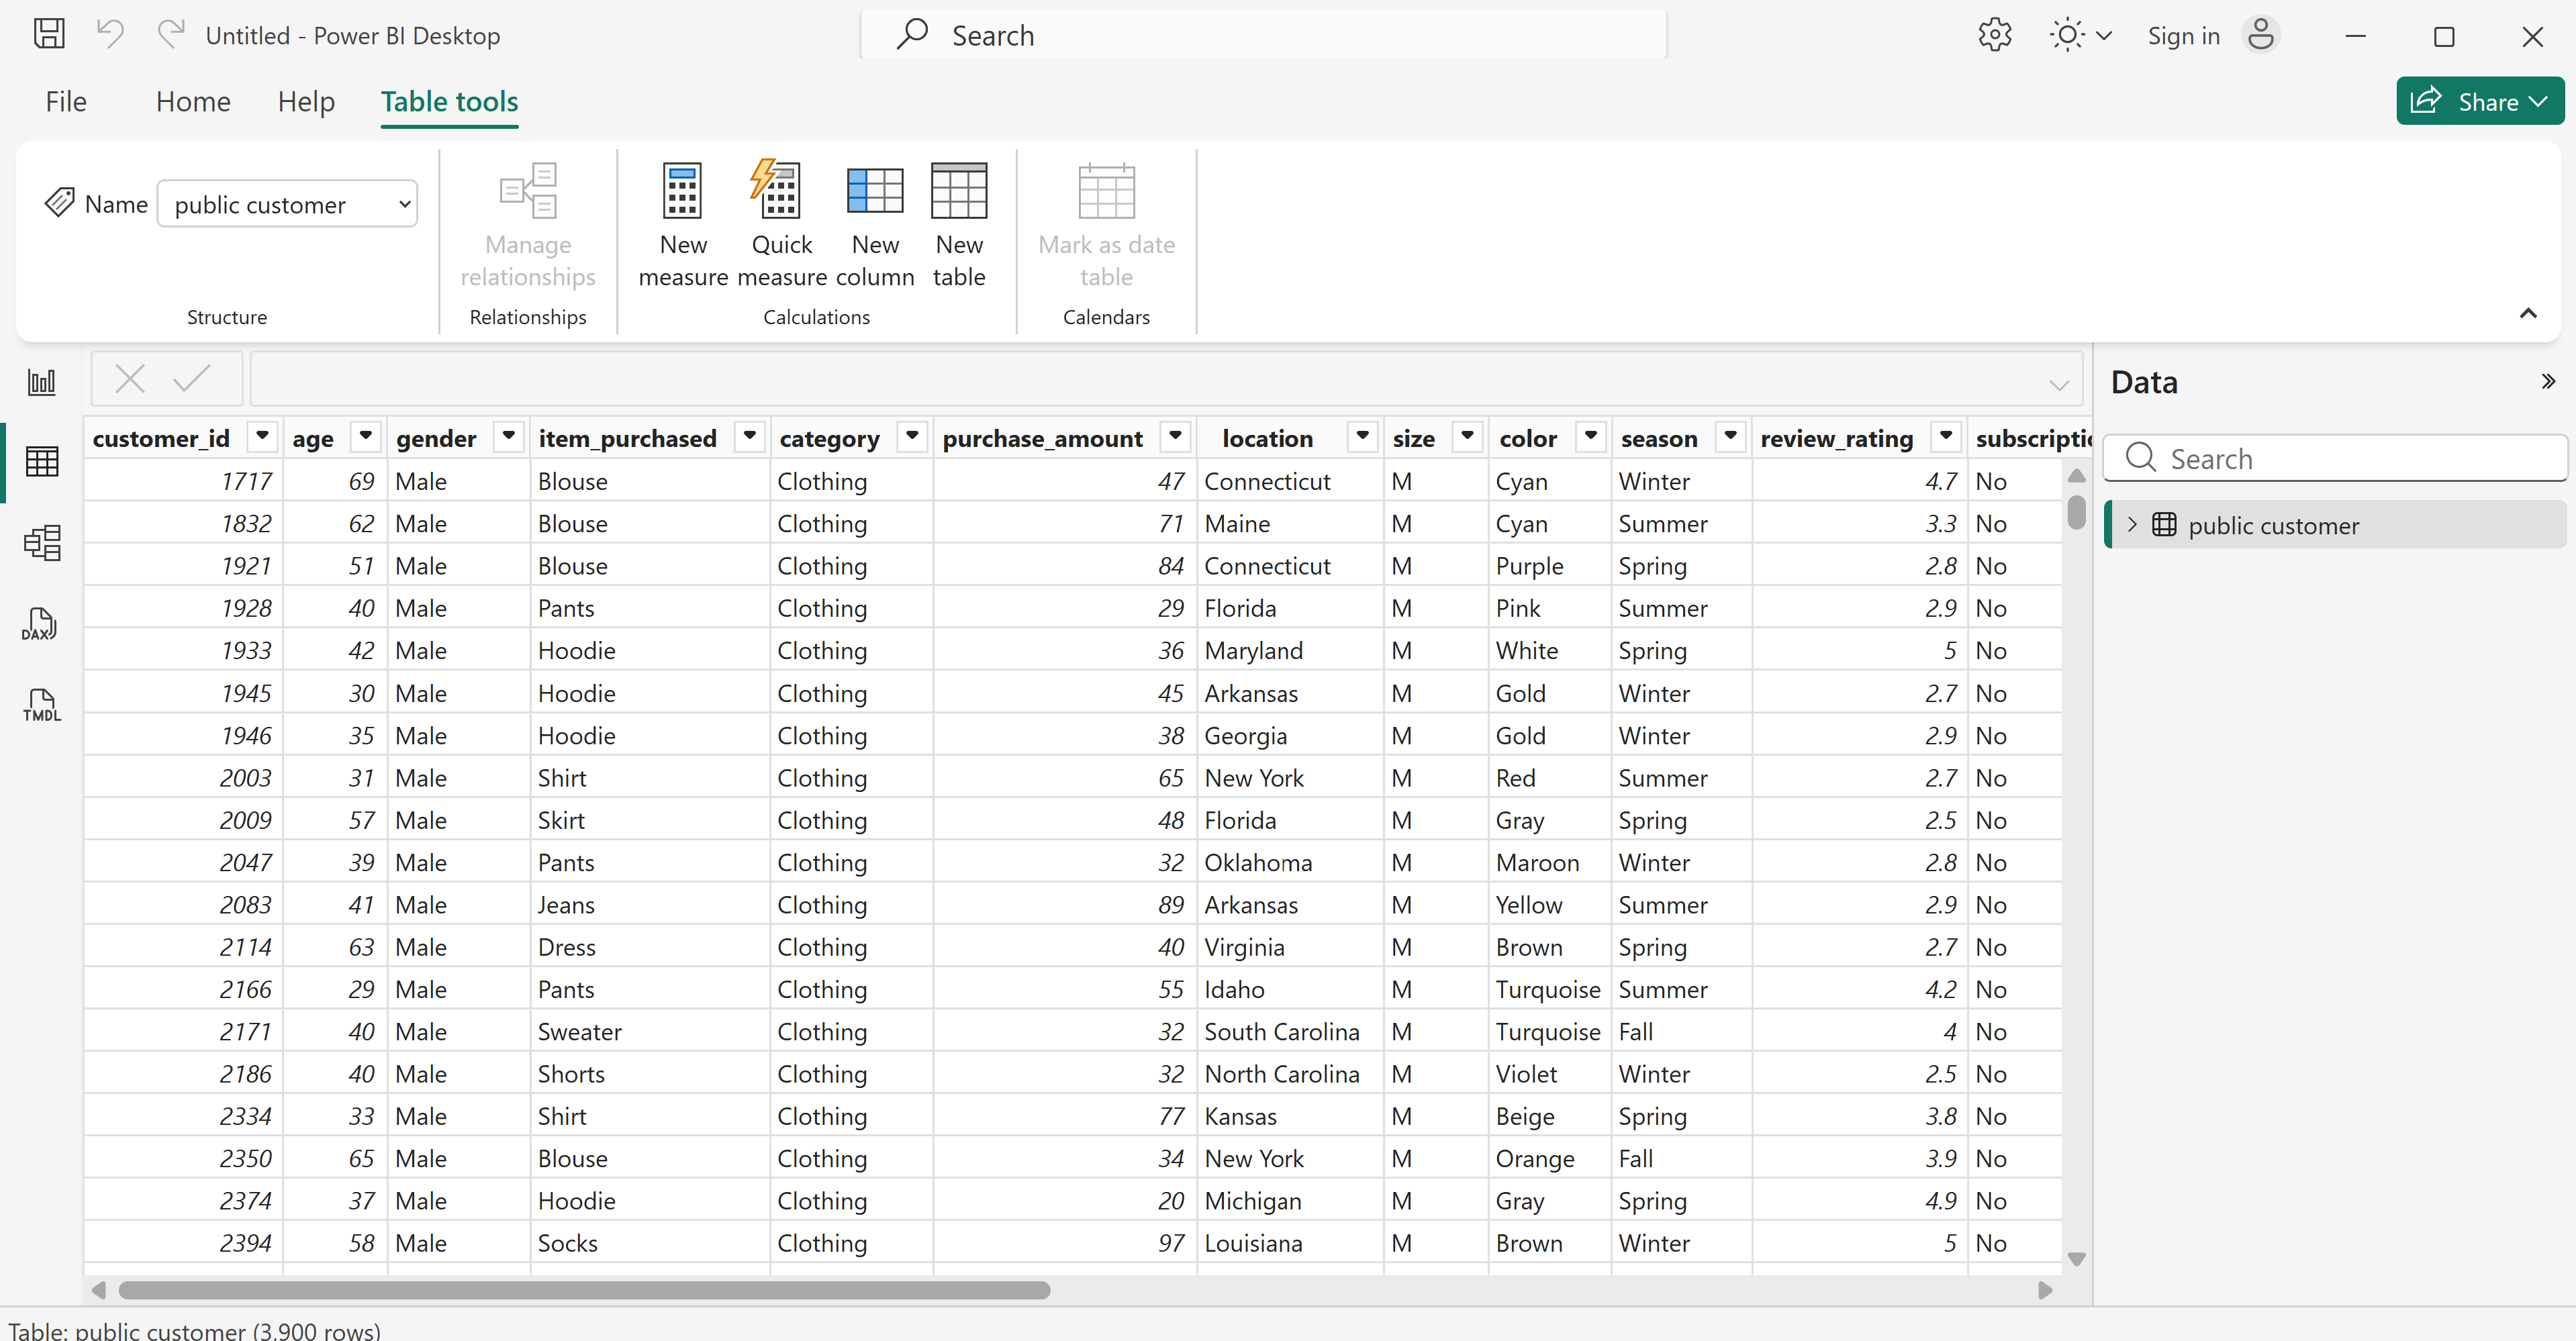 Untitled - Power BI Desktop
Search
Sign in
File Home Help Table tools
Share
Name public customer
Manage relationships
New measure
Quick measure
New column
New table
Mark as date table
Structure Relationships Calculations Calendars
DAX
TMDL
Data
Search
public customer
customer_id age gender item_purchased category purchase_amount location size color season review_rating subscriptio
1717 69 Male Blouse Clothing 47 Connecticut M Cyan Winter 4.7 No
1832 62 Male Blouse Clothing 71 Maine M Cyan Summer 3.3 No
1921 51 Male Blouse Clothing 84 Connecticut M Purple Spring 2.8 No
1928 40 Male Pants Clothing 29 Florida M Pink Summer 2.9 No
1933 42 Male Hoodie Clothing 36 Maryland M White Spring 5 No
1945 30 Male Hoodie Clothing 45 Arkansas M Gold Winter 2.7 No
1946 35 Male Hoodie Clothing 38 Georgia M Gold Winter 2.9 No
2003 31 Male Shirt Clothing 65 New York M Red Summer 2.7 No
2009 57 Male Skirt Clothing 48 Florida M Gray Spring 2.5 No
2047 39 Male Pants Clothing 32 Oklahoma M Maroon Winter 2.8 No
2083 41 Male Jeans Clothing 89 Arkansas M Yellow Summer 2.9 No
2114 63 Male Dress Clothing 40 Virginia M Brown Spring 2.7 No
2166 29 Male Pants Clothing 55 Idaho M Turquoise Summer 4.2 No
2171 40 Male Sweater Clothing 32 South Carolina M Turquoise Fall 4 No
2186 40 Male Shorts Clothing 32 North Carolina M Violet Winter 2.5 No
2334 33 Male Shirt Clothing 77 Kansas M Beige Spring 3.8 No
2350 65 Male Blouse Clothing 34 New York M Orange Fall 3.9 No
2374 37 Male Hoodie Clothing 20 Michigan M Gray Spring 4.9 No
2394 58 Male Socks Clothing 97 Louisiana M Brown Winter 5 No
Table: public customer (3,900 rows)